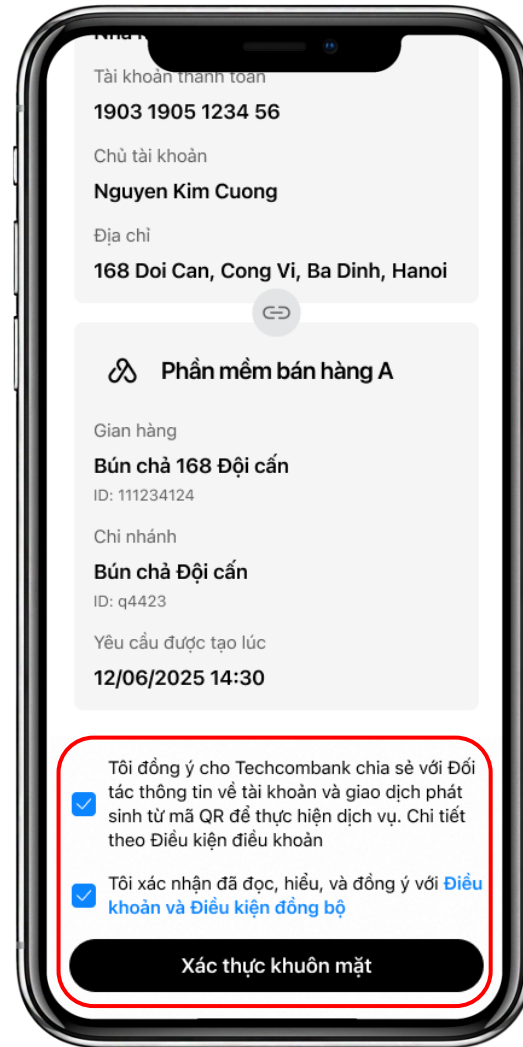 Tài khoản thanh toán
1903 1905 1234 56
Chủ tài khoản
Nguyen Kim Cuong
Địa chỉ
168 Doi Can, Cong Vi, Ba Dinh, Hanoi
Phần mềm bán hàng A
Gian hàng
Bún chả 168 Đội cấn
ID: 111234124
Chi nhánh
Bún chả Đội cấn
ID: q4423
Yêu cầu được tạo lúc
12/06/2025 14:30
Tôi đồng ý cho Techcombank chia sẻ với Đối
tác thông tin về tài khoản và giao dịch phát
sinh từ mã QR để thực hiện dịch vụ. Chi tiết
theo Điều kiện điều khoản
Tôi xác nhận đã đọc, hiểu, và đồng ý với Điều
khoản và Điều kiện đồng bộ
Xác thực khuôn mặt